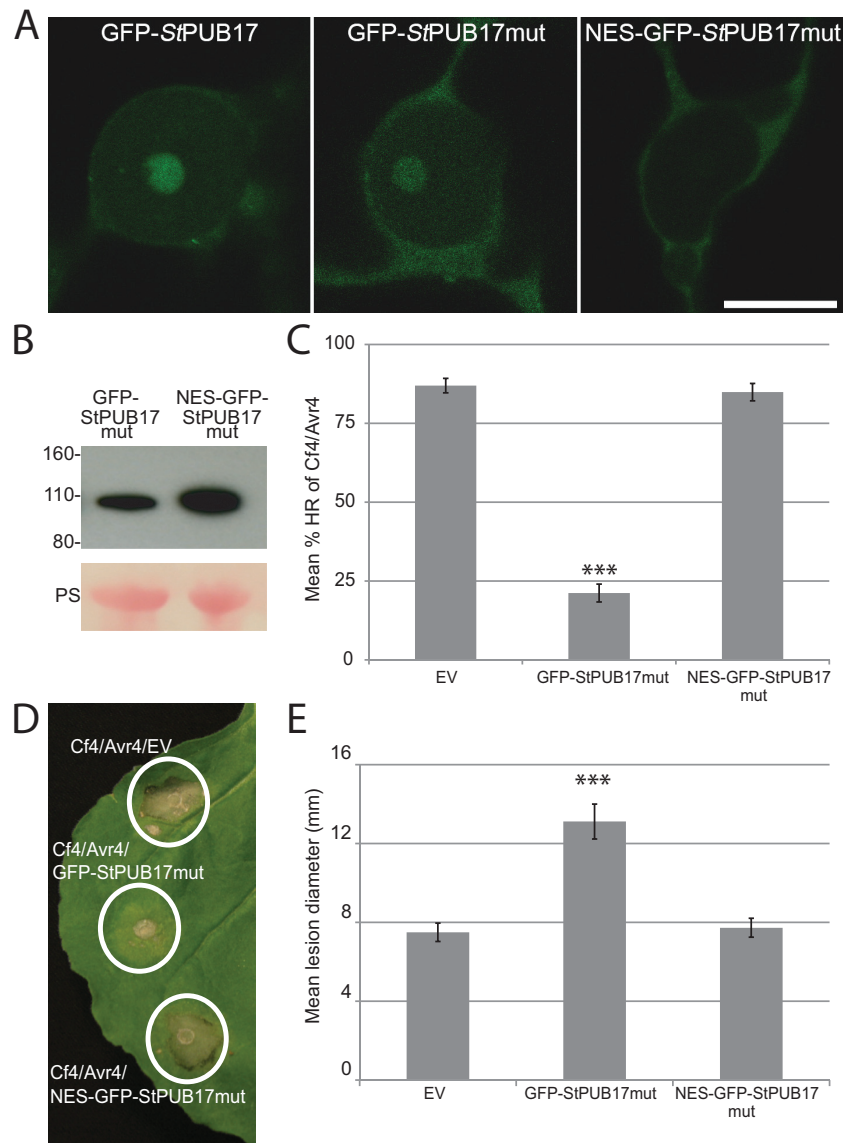 A
GFP-StPUB17
GFP-StPUB17mut
NES-GFP-StPUB17mut
B
GFP-
StPUB17
mut
NES-GFP-
StPUB17
mut
160-
110-
80-
PS
C
Mean % HR of Cf4/Avr4
100
75
50
25
0
***
EV
GFP-StPUB17mut
NES-GFP-StPUB17
mut
D
Cf4/Avr4/EV
Cf4/Avr4/
GFP-StPUB17mut
Cf4/Avr4/
NES-GFP-StPUB17mut
E
Mean lesion diameter (mm)
16
12
8
4
0
***
EV
GFP-StPUB17mut
NES-GFP-StPUB17
mut